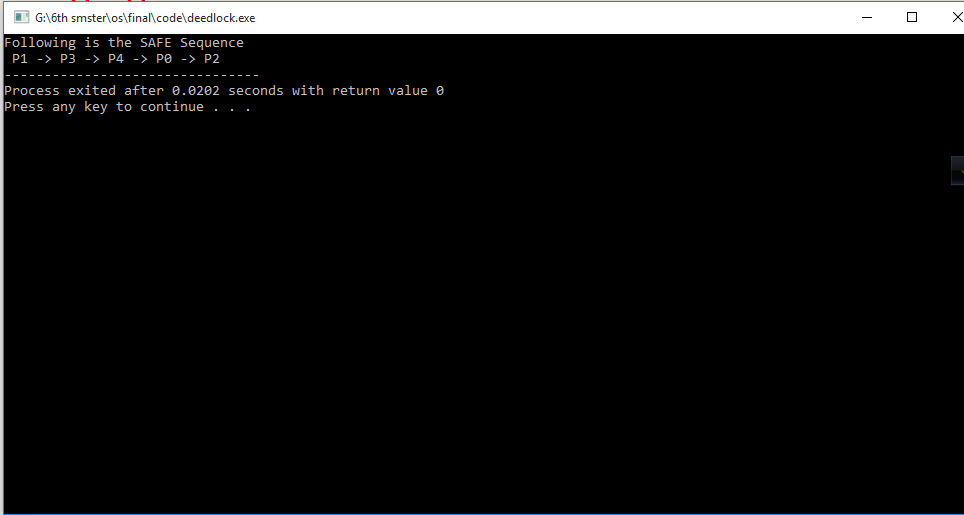 G:\6th smster\os\final\code\deedlock.exe
Following is the SAFE Sequence
P1 -> P3 -> P4 -> P0 -> P2
--------------------------------
Process exited after 0.0202 seconds with return value 0
Press any key to continue . . .